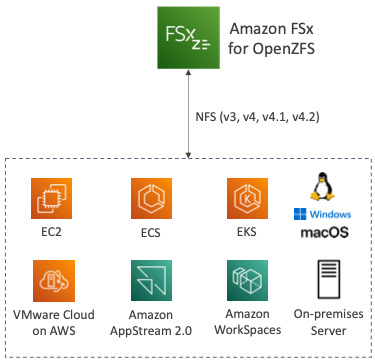 FSx
Z
Amazon FSx
for OpenZFS
NFS (v3, v4, v4.1, v4.2)
EC2
ECS
EKS
K
Windows
macOS
VMware Cloud
on AWS
Amazon
AppStream 2.0
Amazon
WorkSpaces
On-premises
Server